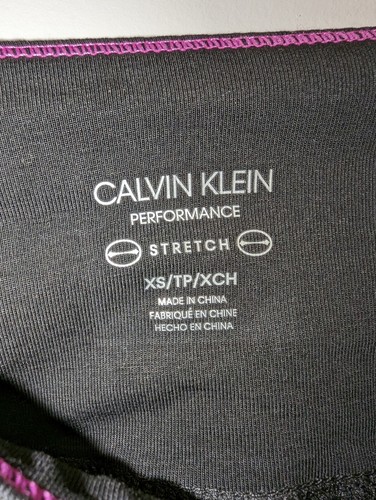 CALVIN KLEIN
PERFORMANCE
STRETCH
XS/TP/XCH
MADE IN CHINA
FABRIQUÉ EN CHINE
HECHO EN CHINA